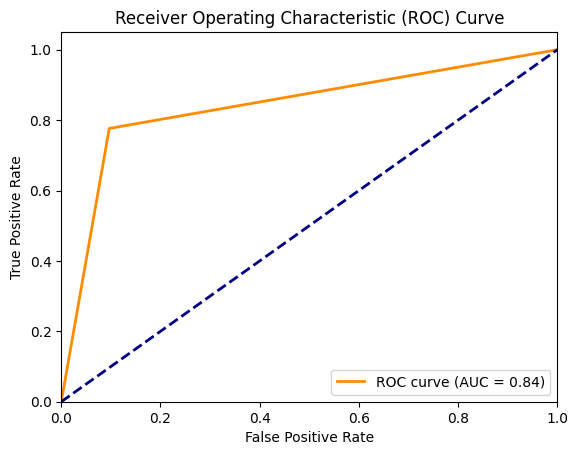 Receiver Operating Characteristic (ROC) Curve
1.0
0.8
0.6
0.4
0.2
0.0
True Positive Rate
ROC curve (AUC = 0.84)
0.0 0.2 0.4 0.6 0.8 1.0
False Positive Rate